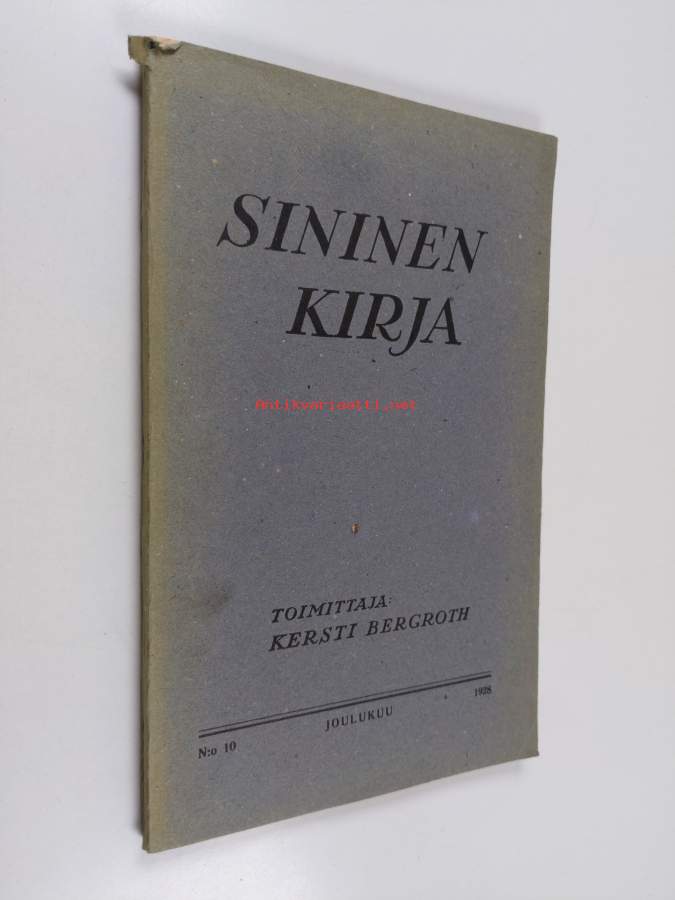 SININEN
KIRJA
Antikvariaatti.net
TOIMITTAJA:
KERSTI BERGROTH
N:o 10 JOULUKUU 1928